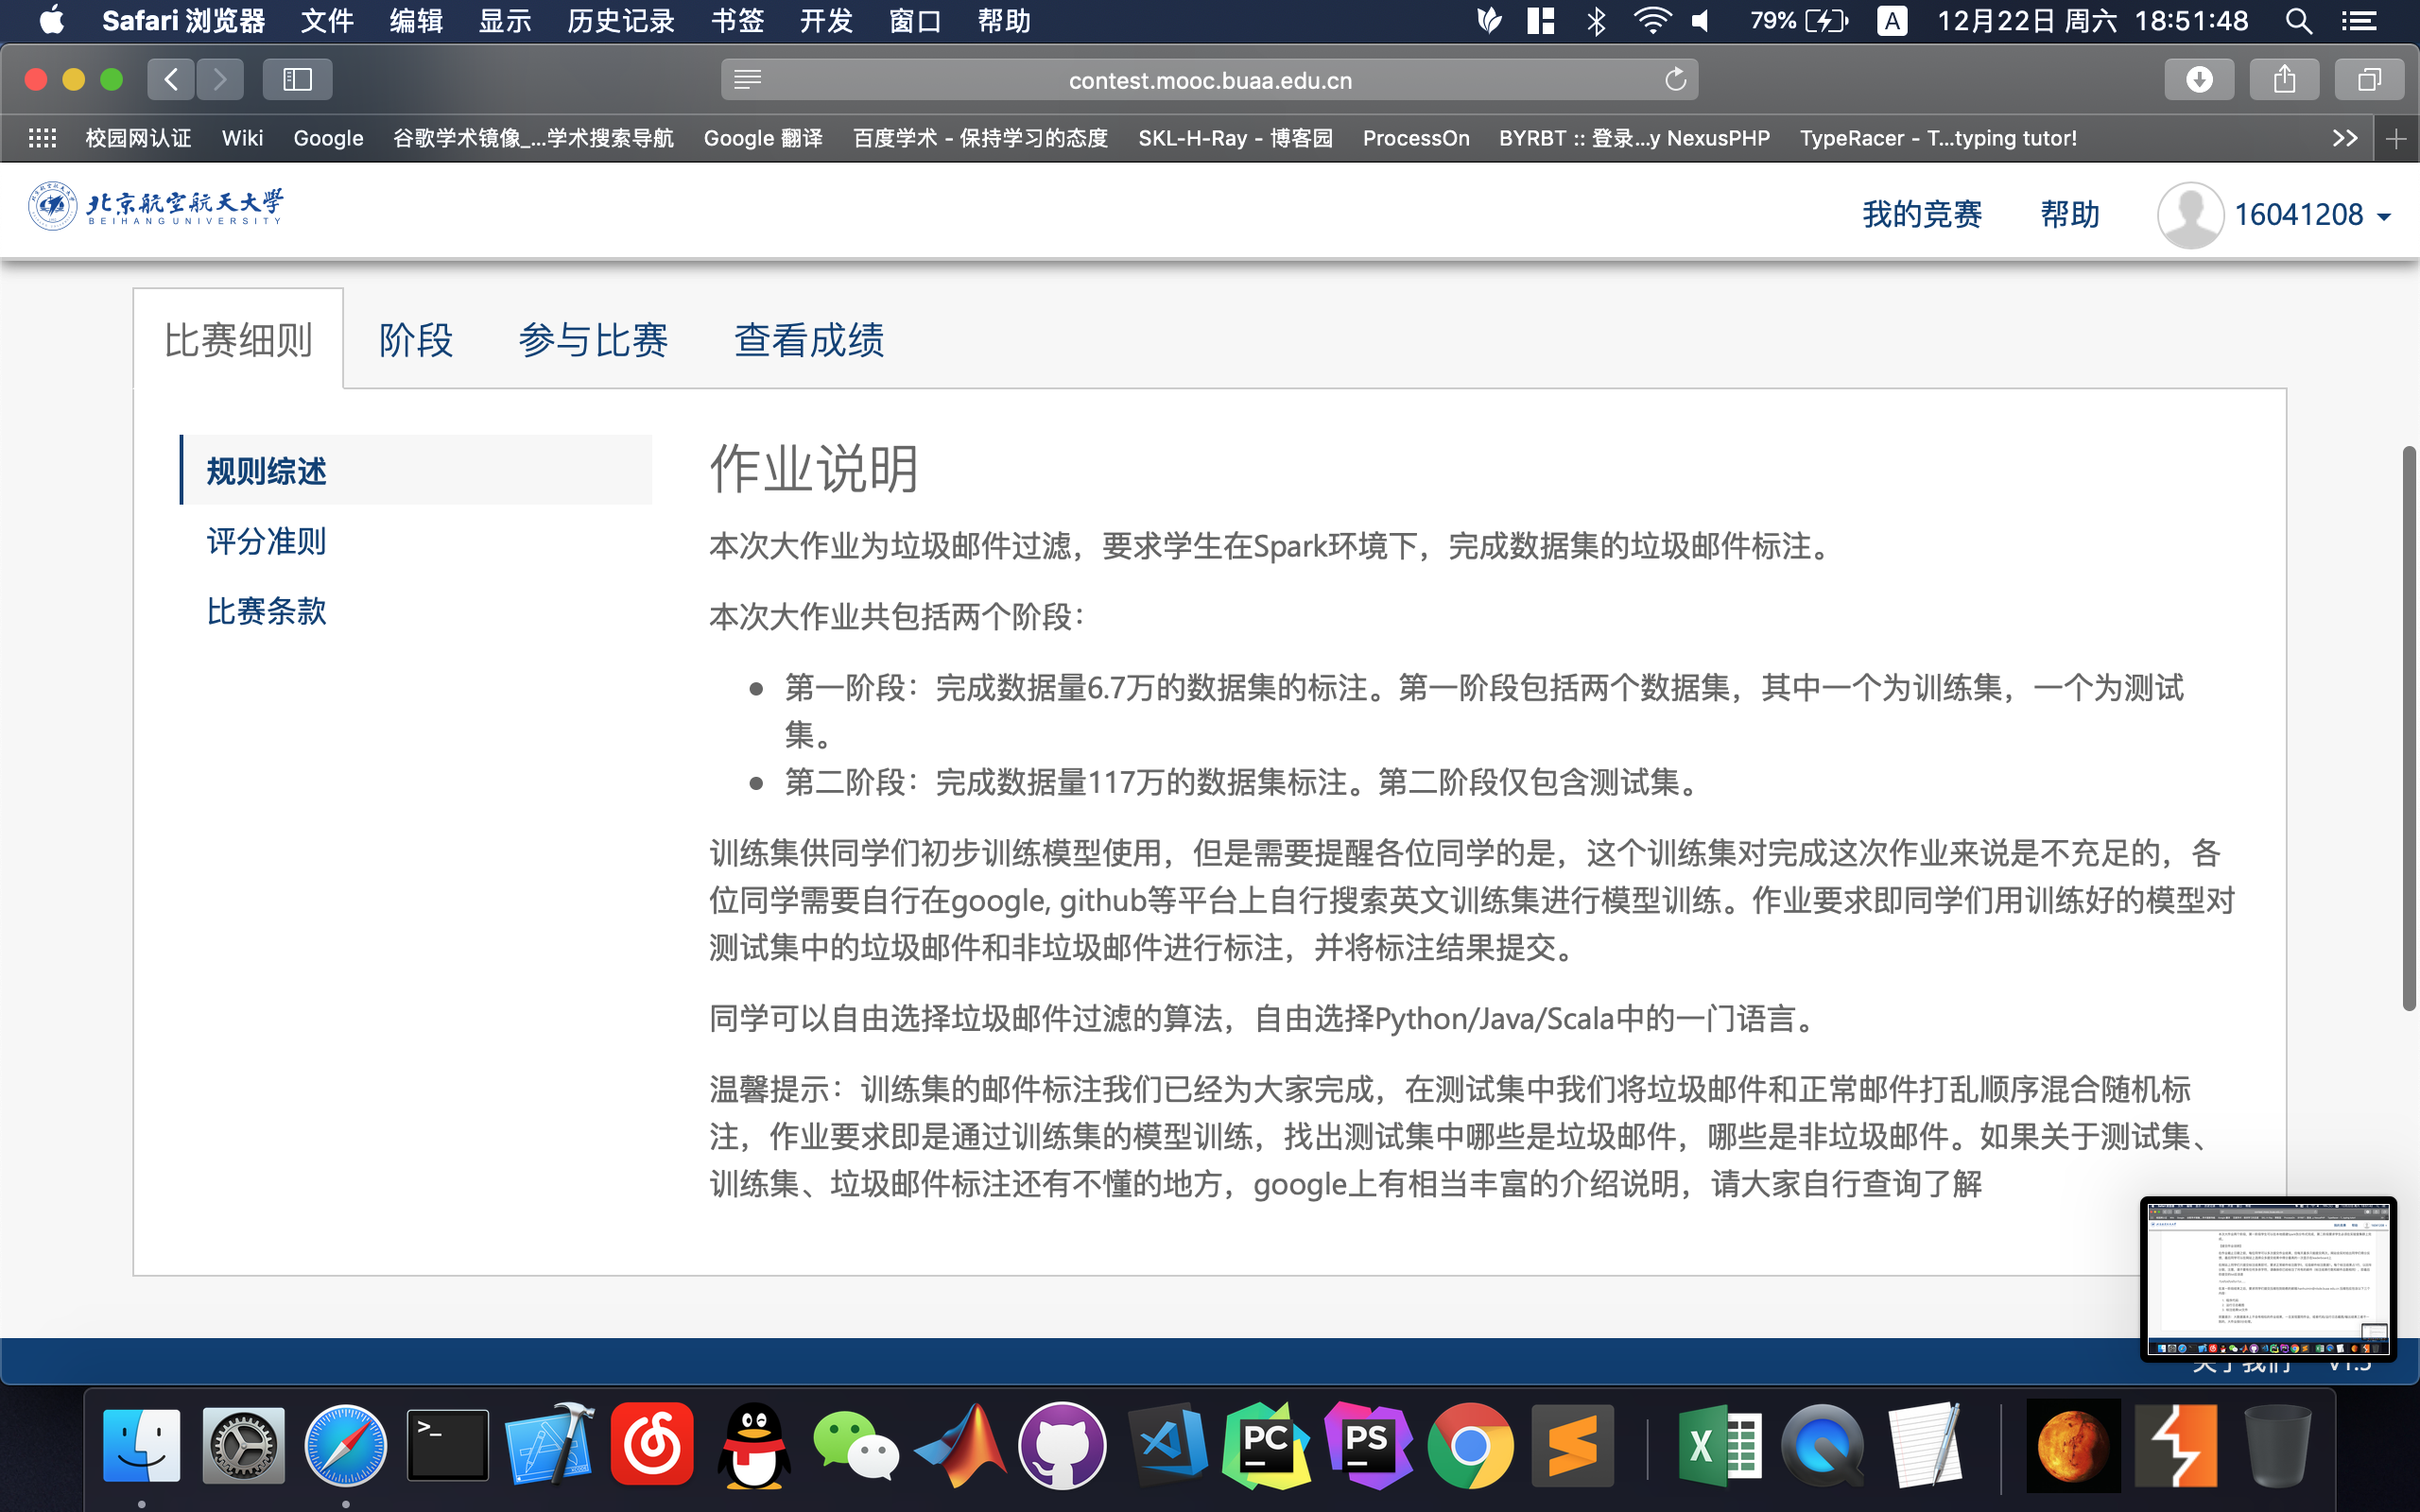 Safari 浏览器 文件 编辑 显示 历史记录 书签 开发 窗口 帮助 79% A 12月22日 周六 18:51:48
contest.mooc.buaa.edu.cn
校园网认证 Wiki Google 谷歌学术镜像_...学术搜索导航 Google 翻译 百度学术 - 保持学习的态度 SKL-H-Ray - 博客园 ProcessOn BYRBT :: 登录...y NexusPHP TypeRacer - T...typing tutor!
北京航空航天大學
BEIHANG UNIVERSITY
我的竞赛 帮助 16041208
比赛细则 阶段 参与比赛 查看成绩
规则综述
评分准则
比赛条款
作业说明
本次大作业为垃圾邮件过滤，要求学生在Spark环境下，完成数据集的垃圾邮件标注。
本次大作业共包括两个阶段：
● 第一阶段：完成数据量6.7万的数据集的标注。第一阶段包括两个数据集，其中一个为训练集，一个为测试
集。
● 第二阶段：完成数据量117万的数据集标注。第二阶段仅包含测试集。
训练集供同学们初步训练模型使用，但是需要提醒各位同学的是，这个训练集对完成这次作业来说是不充足的，各
位同学需要自行在google, github等平台上自行搜索英文训练集进行模型训练。作业要求即同学们用训练好的模型对
测试集中的垃圾邮件和非垃圾邮件进行标注，并将标注结果提交。
同学可以自由选择垃圾邮件过滤的算法，自由选择Python/Java/Scala中的一门语言。
温馨提示：训练集的邮件标注我们已经为大家完成，在测试集中我们将垃圾邮件和正常邮件打乱顺序混合随机标
注，作业要求即是通过训练集的模型训练，找出测试集中哪些是垃圾邮件，哪些是非垃圾邮件。如果关于测试集、
训练集、垃圾邮件标注还有不懂的地方，google上有相当丰富的介绍说明，请大家自行查询了解
关于我们 v1.5
>_ PC PS X